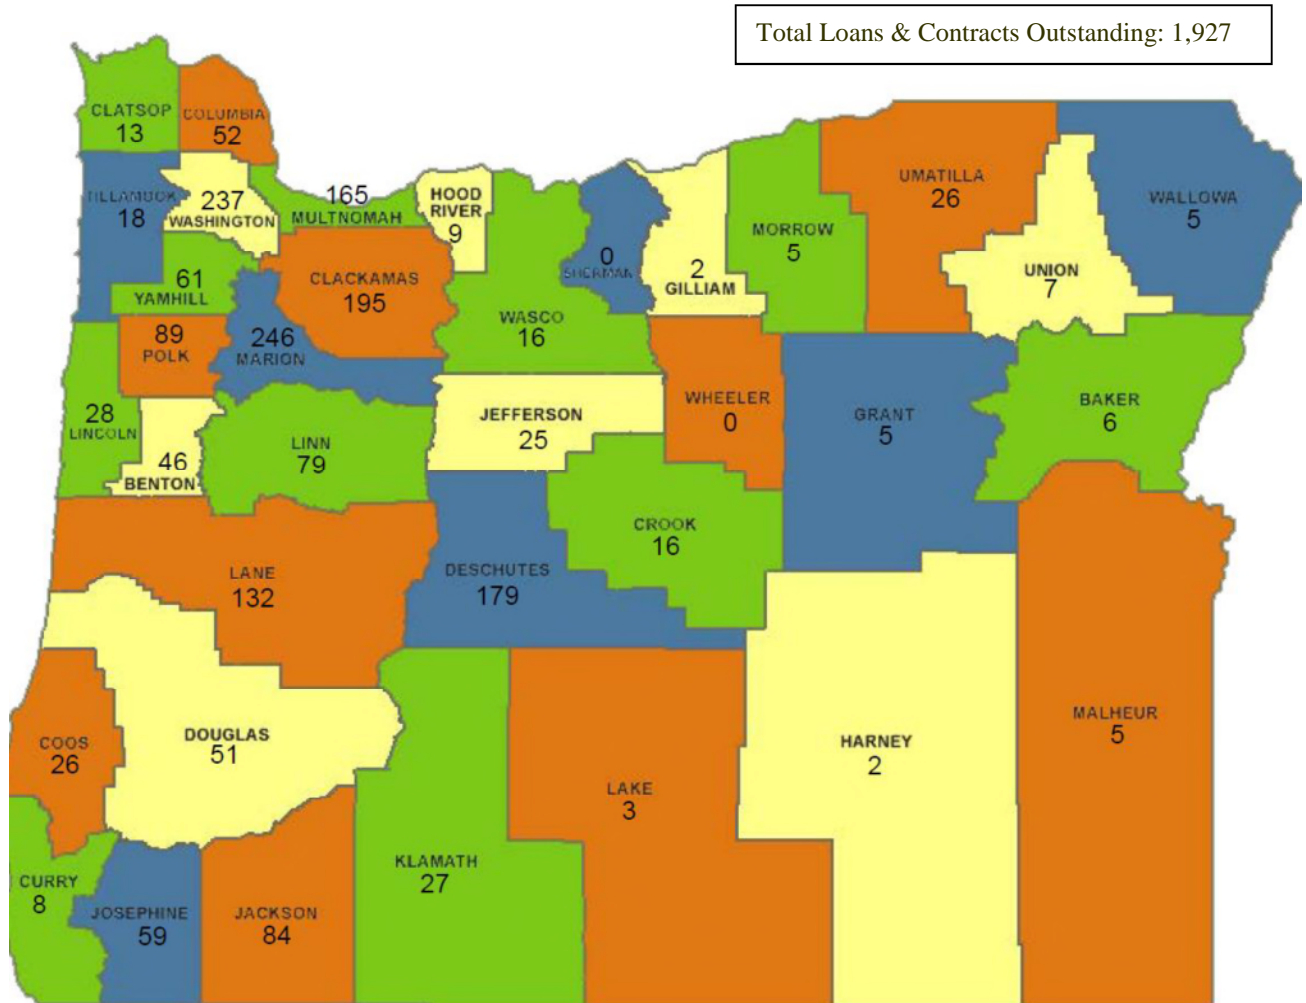 Total Loans & Contracts Outstanding: 1,927
CLATSOP
13
COLUMBIA
52
TILLAMOOK
18
237
WASHINGTON
165
MULTNOMAH
HOOD
RIVER
9
0
SHERMAN
2
GILLIAM
MORROW
5
UMATILLA
26
UNION
7
WALLOWA
5
61
YAMHILL
CLACKAMAS
195
WASCO
16
89
POLK
246
MARION
28
LINCOLN
46
BENTON
LINN
79
JEFFERSON
25
WHEELER
0
GRANT
5
BAKER
6
LANE
132
DESCHUTES
179
CROOK
16
COOS
26
DOUGLAS
51
LAKE
3
HARNEY
2
MALHEUR
5
CURRY
8
JOSEPHINE
59
JACKSON
84
KLAMATH
27